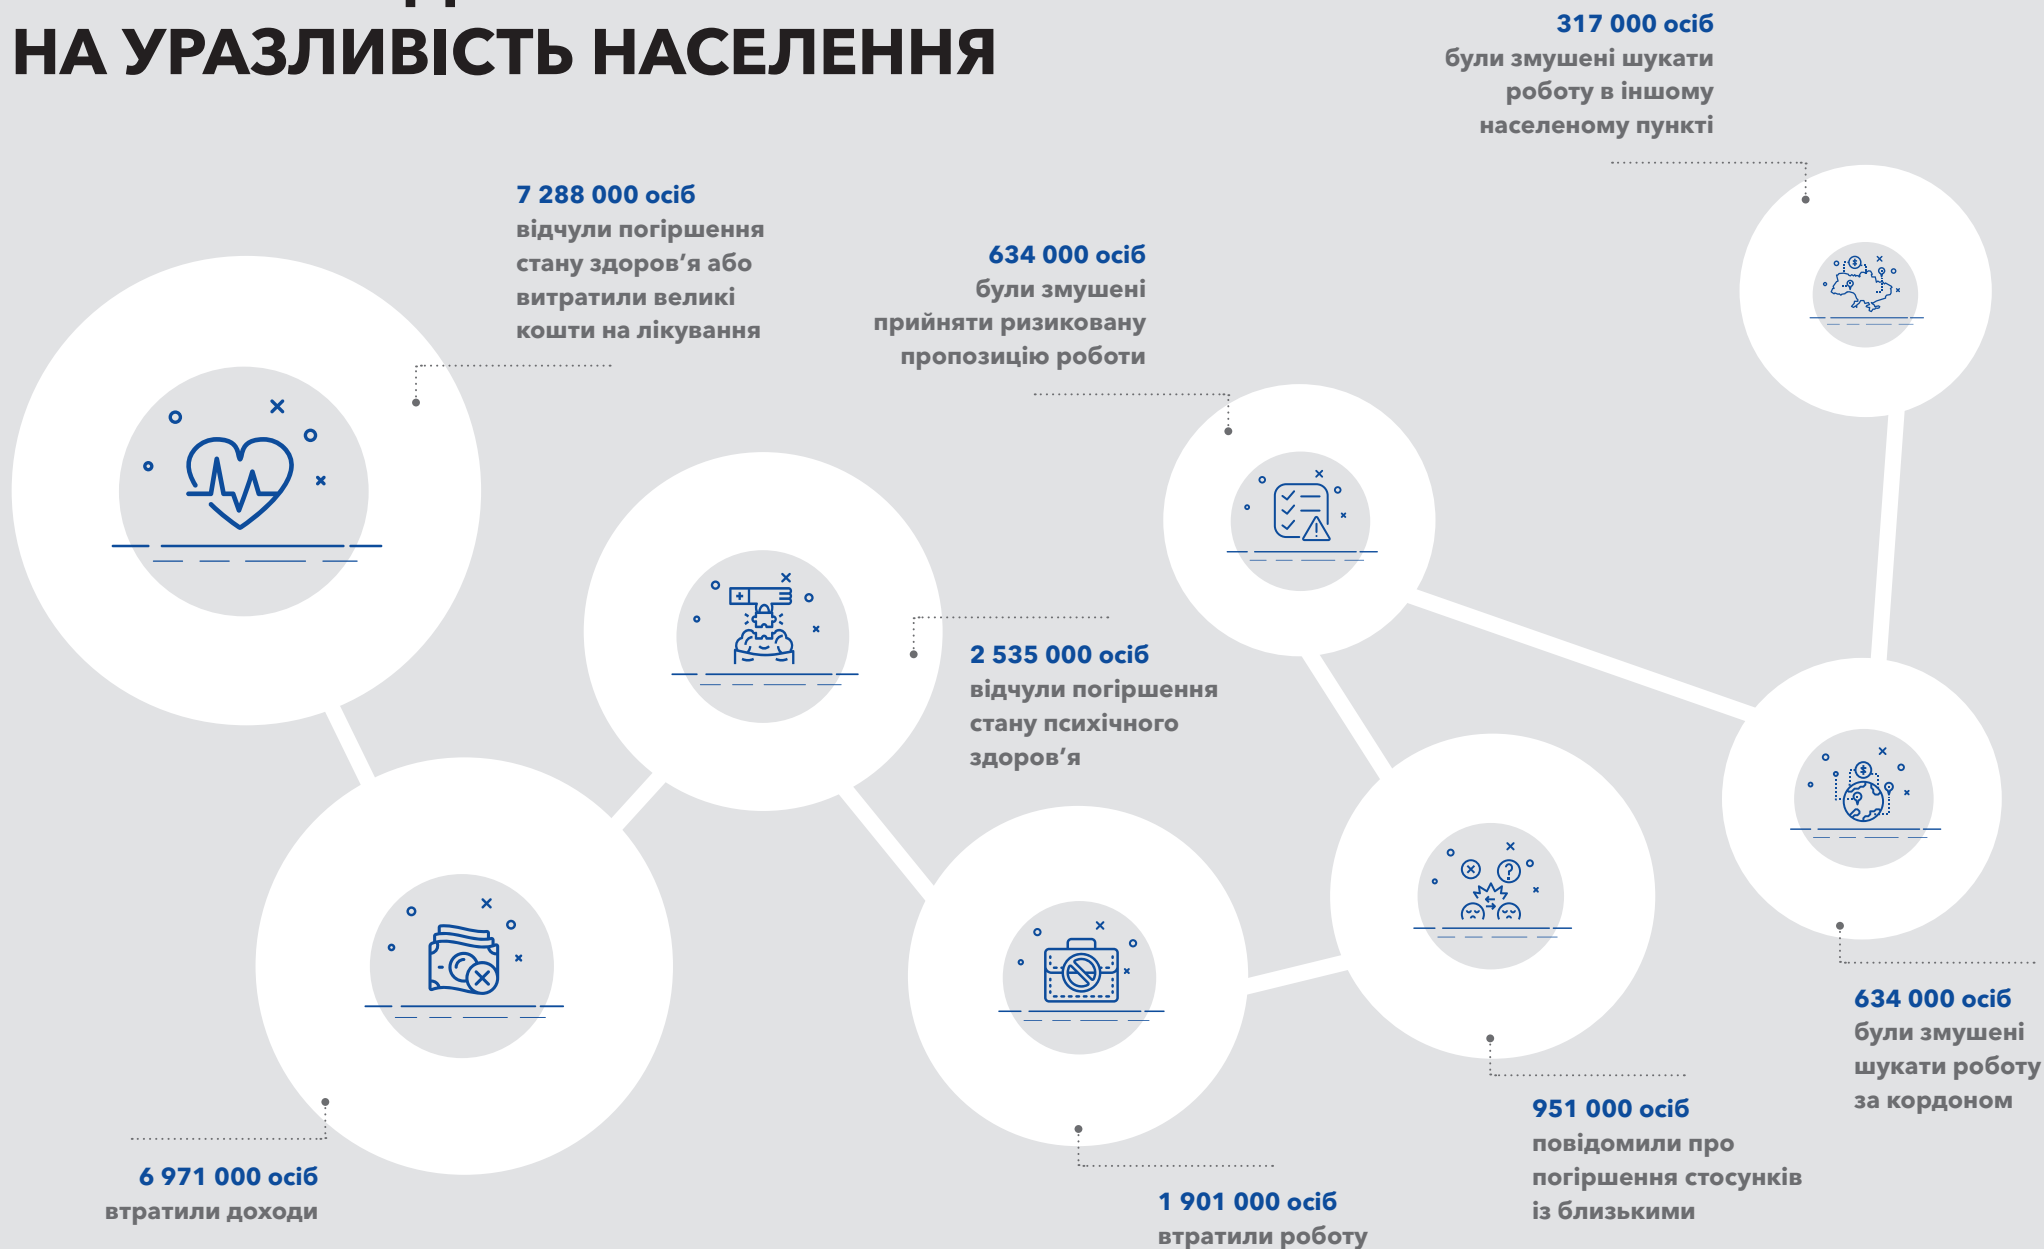 НА УРАЗЛИВІСТЬ НАСЕЛЕННЯ
317 000 осіб
були змушені шукати
роботу в іншому
населеному пункті
7 288 000 осіб
відчули погіршення
стану здоров’я або
витратили великі
кошти на лікування
634 000 осіб
були змушені
прийняти ризиковану
пропозицію роботи
2 535 000 осіб
відчули погіршення
стану психічного
здоров’я
634 000 осіб
були змушені
шукати роботу
за кордоном
951 000 осіб
повідомили про
погіршення стосунків
із близькими
6 971 000 осіб
втратили доходи
1 901 000 осіб
втратили роботу